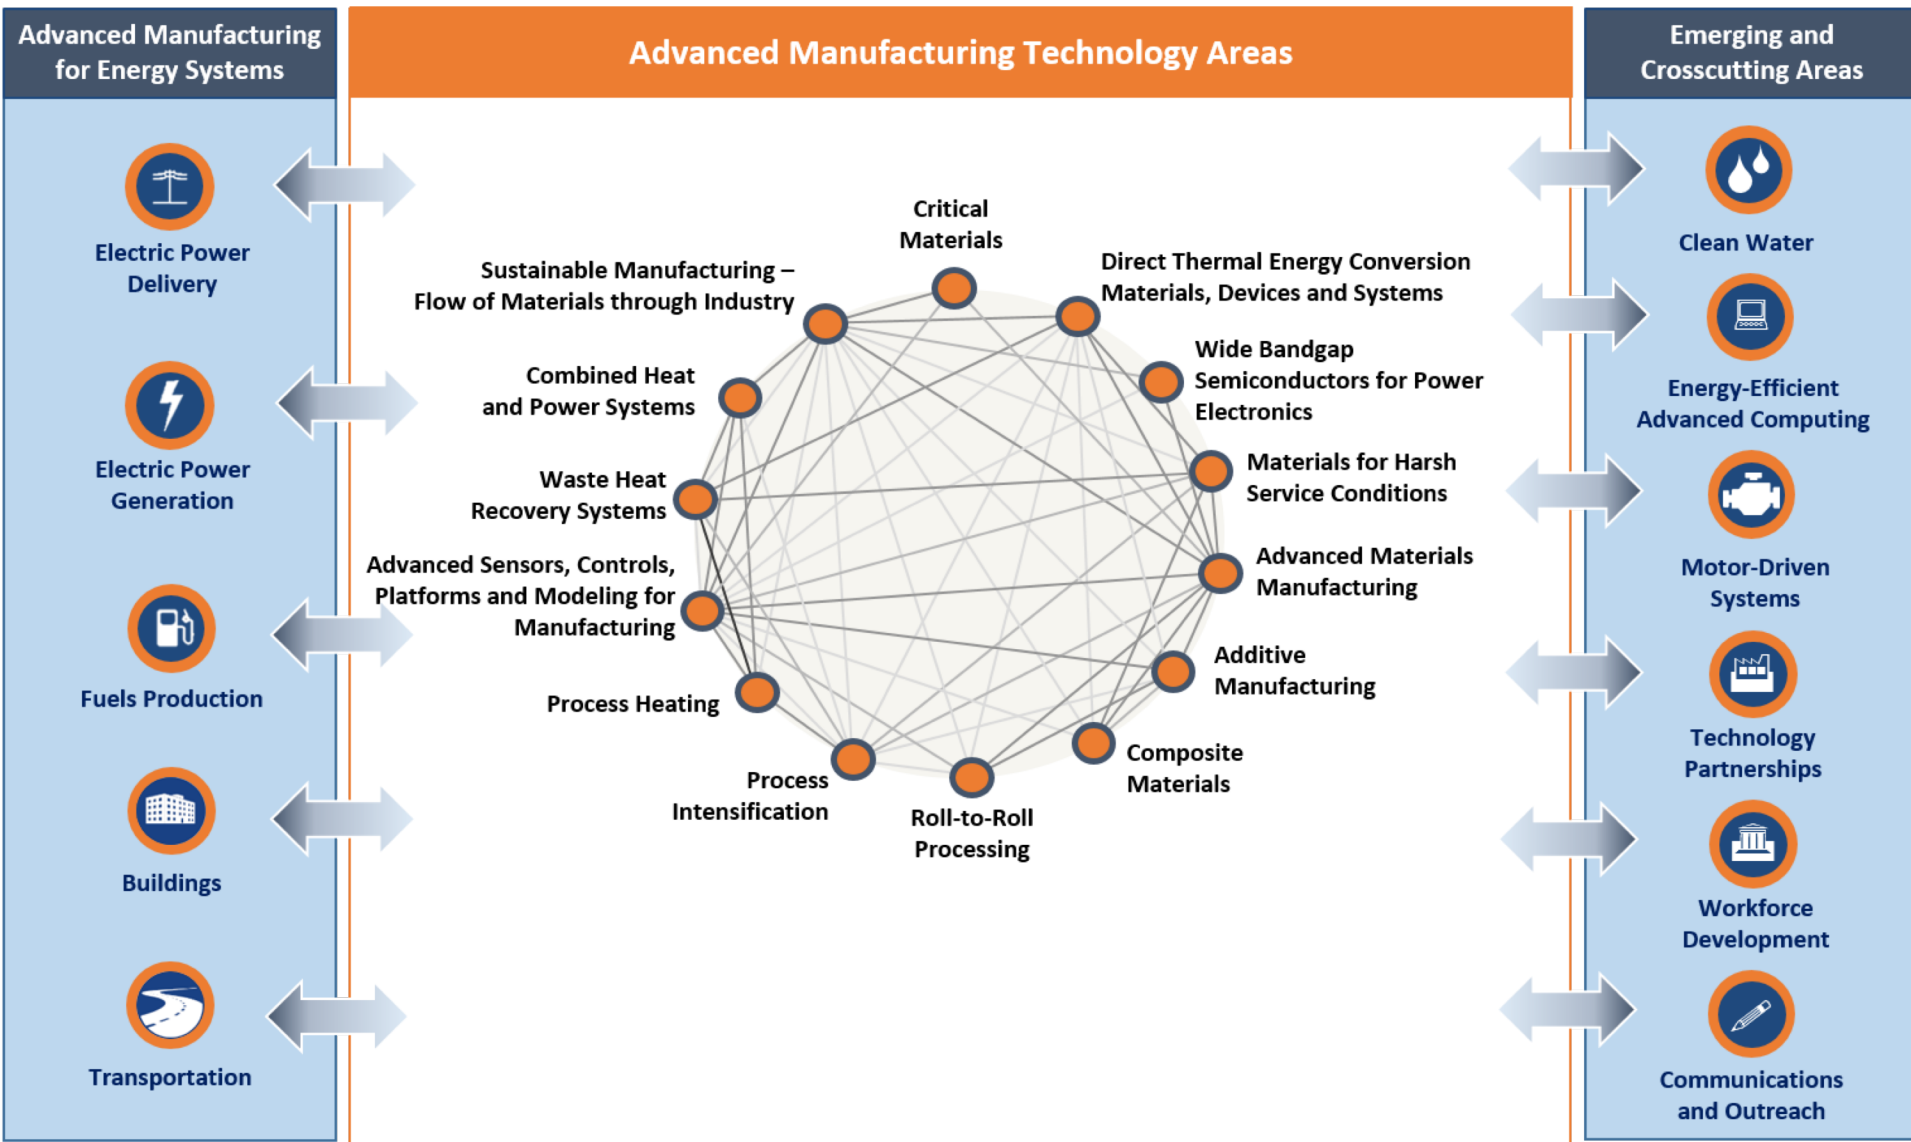 Advanced Manufacturing
for Energy Systems
Electric Power
Delivery
Electric Power
Generation
Fuels Production
Buildings
Transportation
Advanced Manufacturing Technology Areas
Critical
Materials
Direct Thermal Energy Conversion
Materials, Devices and Systems
Wide Bandgap
Semiconductors for Power
Electronics
Materials for Harsh
Service Conditions
Advanced Materials
Manufacturing
Additive
Manufacturing
Composite
Materials
Roll-to-Roll
Processing
Process
Intensification
Process Heating
Advanced Sensors, Controls,
Platforms and Modeling for
Manufacturing
Waste Heat
Recovery Systems
Combined Heat
and Power Systems
Sustainable Manufacturing –
Flow of Materials through Industry
Emerging and
Crosscutting Areas
Clean Water
Energy-Efficient
Advanced Computing
Motor-Driven
Systems
Technology
Partnerships
Workforce
Development
Communications
and Outreach